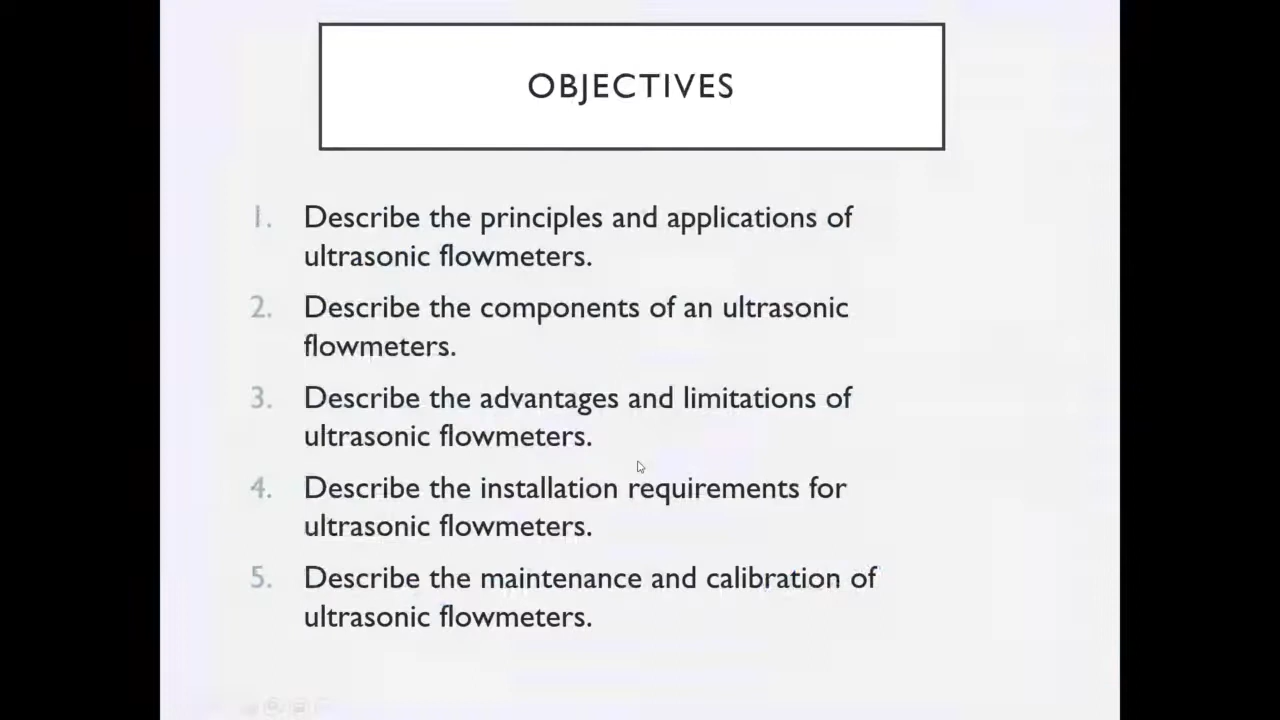 OBJECTIVES
1. Describe the principles and applications of
ultrasonic flowmeters.
2. Describe the components of an ultrasonic
flowmeters.
3. Describe the advantages and limitations of
ultrasonic flowmeters.
4. Describe the installation requirements for
ultrasonic flowmeters.
5. Describe the maintenance and calibration of
ultrasonic flowmeters.